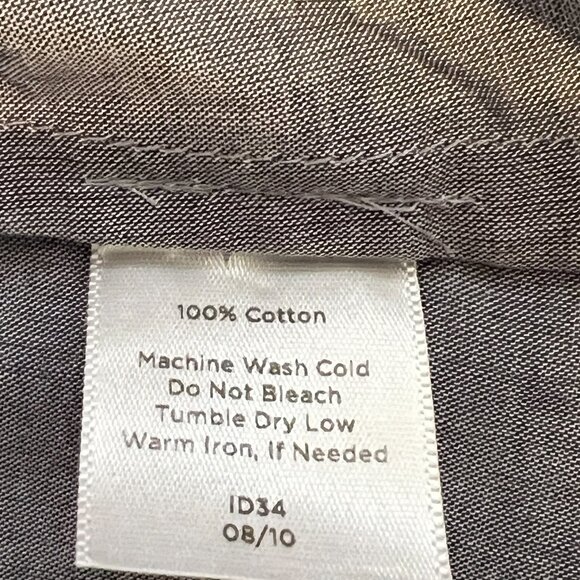 100% Cotton
Machine Wash Cold
Do Not Bleach
Tumble Dry Low
Warm Iron, If Needed
ID34
08/10